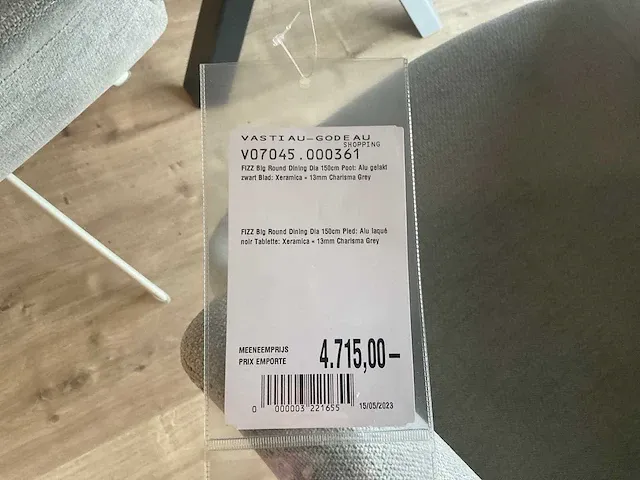 VASTIAU-GODEAU
SHOPPING
V07045.000361
FIZZ Big Round Dining Dia 150cm Poot: Alu gelakt
zwart Blad: Xeramica + 13mm Charisma Grey
FIZZ Big Round Dining Dia 150cm Pied: Alu laqué
noir Tablette: Xeramica + 13mm Charisma Grey
MEENEEMPRIJS
PRIX EMPORTE
4.715,00–
0 000003 221655
15/05/2023